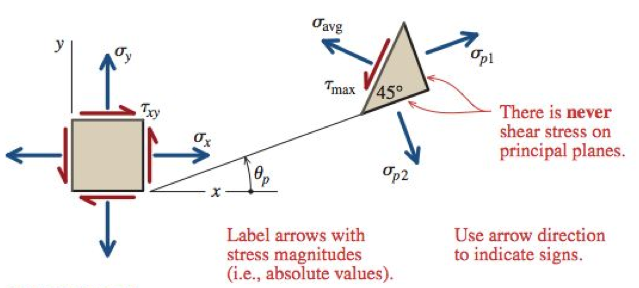 σavg
y
σy
σp1
τmax
45°
τxy
There is never
shear stress on
principal planes.
σx
θp
σp2
x
Label arrows with
stress magnitudes
(i.e., absolute values).
Use arrow direction
to indicate signs.